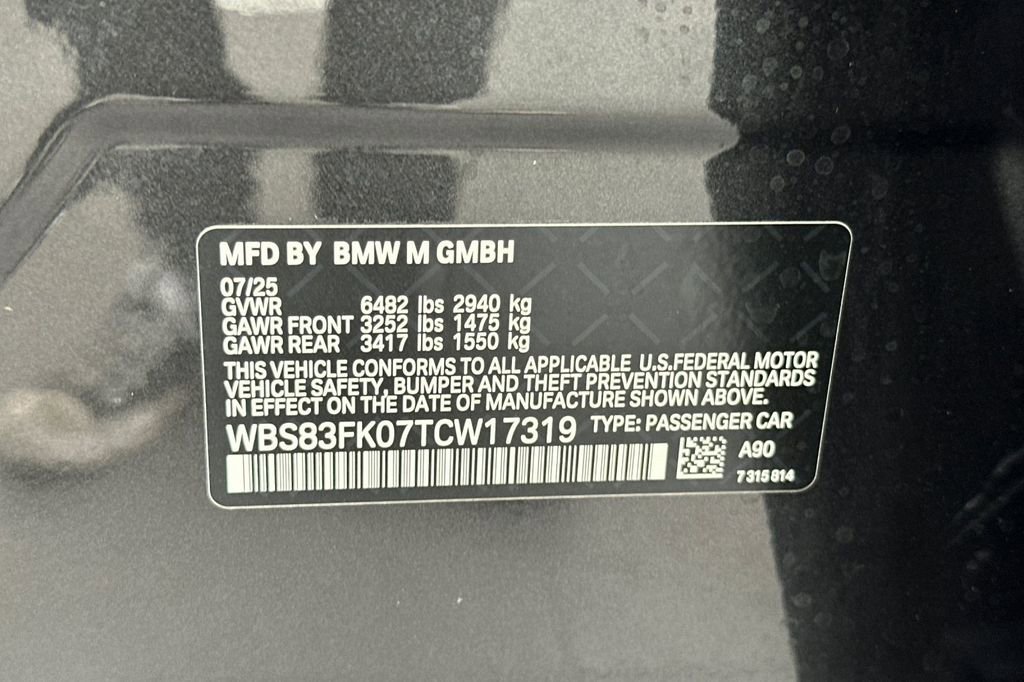 MFD BY BMW M GMBH
07/25
GVWR 6482 lbs 2940 kg
GAWR FRONT 3252 lbs 1475 kg
GAWR REAR 3417 lbs 1550 kg
THIS VEHICLE CONFORMS TO ALL APPLICABLE U.S.FEDERAL MOTOR
VEHICLE SAFETY, BUMPER AND THEFT PREVENTION STANDARDS
IN EFFECT ON THE DATE OF MANUFACTURE SHOWN ABOVE.
WBS83FK07TCW17319 TYPE: PASSENGER CAR
A90
7315814